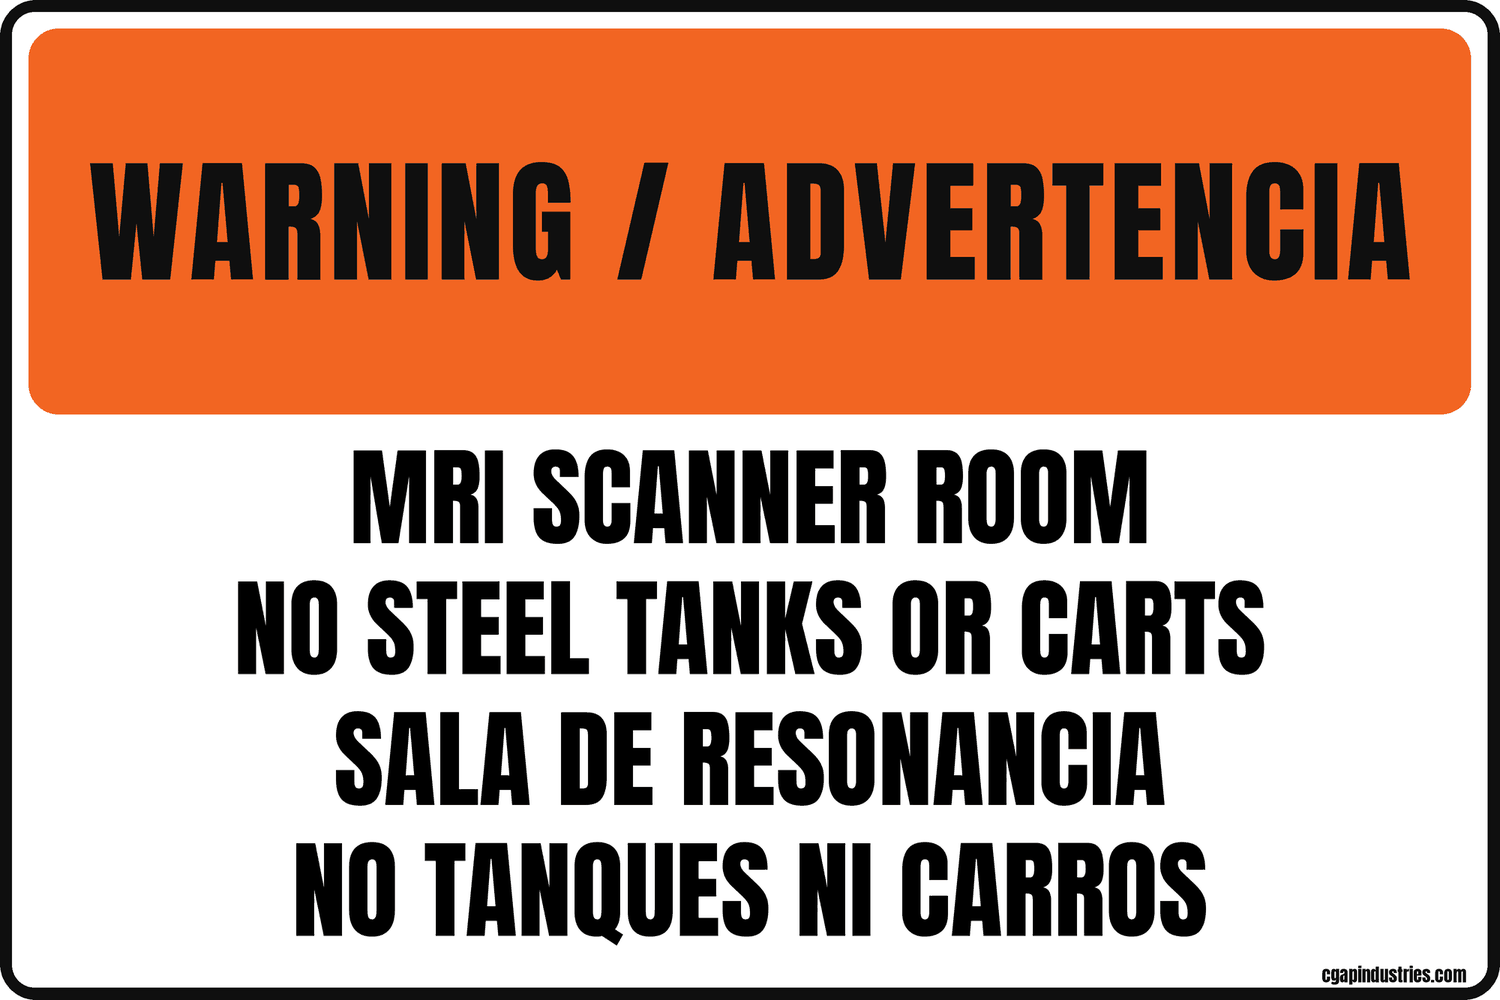 WARNING / ADVERTENCIA
MRI SCANNER ROOM
NO STEEL TANKS OR CARTS
SALA DE RESONANCIA
NO TANQUES NI CARROS
cgapindustries.com